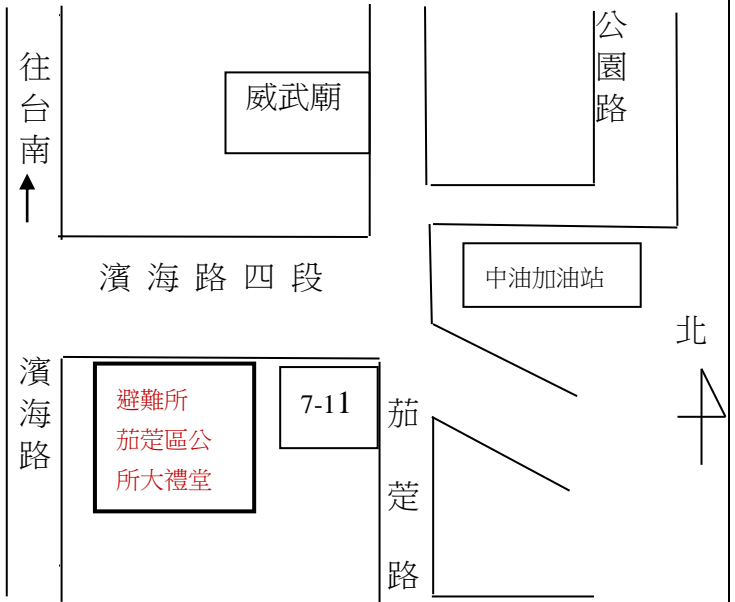 往台南
威武廟
公園路
濱海路四段
中油加油站
北
濱海路
避難所
茄萣區公
所大禮堂
7-11
茄萣路